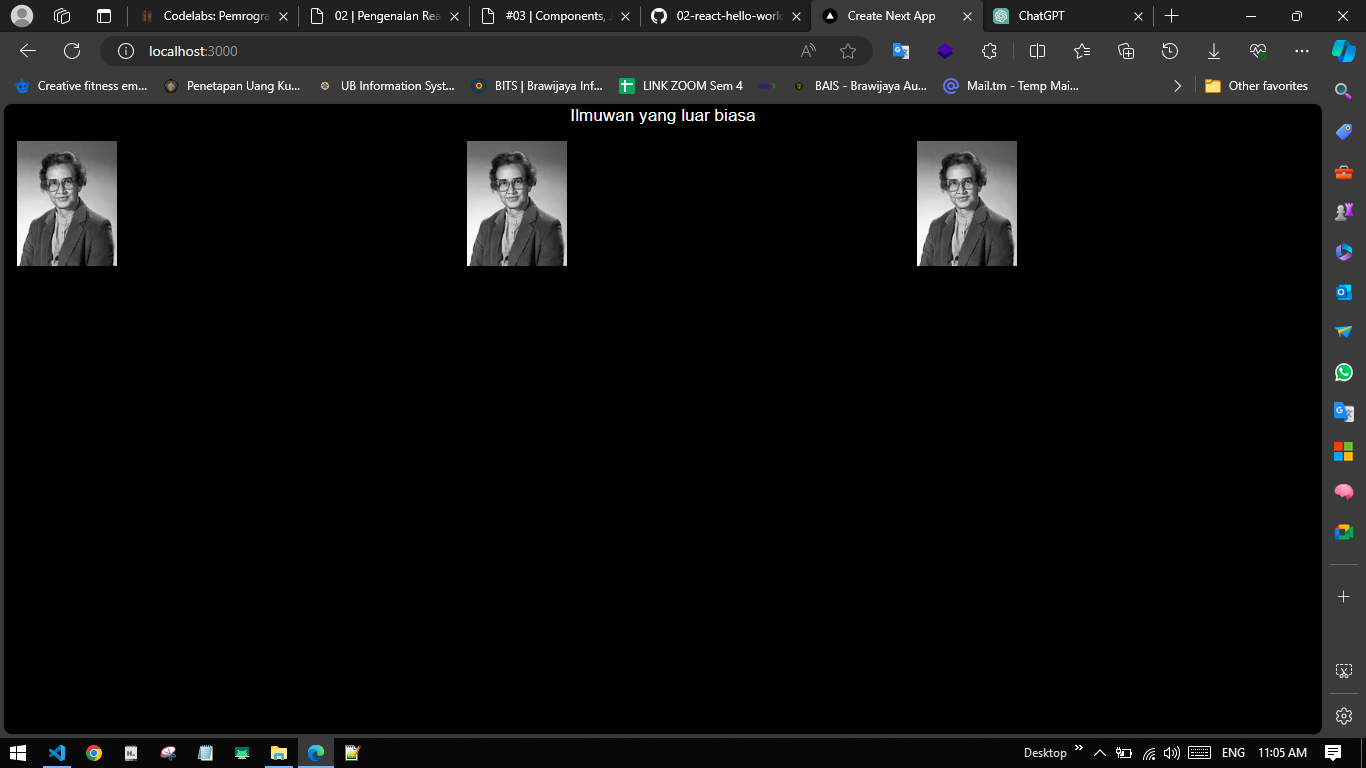 Codelabs: Pemrogra
02 | Pengenalan Rea
#03 | Components, J
02-react-hello-work
Create Next App
ChatGPT
localhost:3000
Creative fitness em...
Penetapan Uang Ku...
UB Information Syst...
BITS | Brawijaya Inf...
LINK ZOOM Sem 4
BAIS - Brawijaya Au...
Mail.tm - Temp Mai...
Other favorites
Ilmuwan yang luar biasa
Desktop
ENG
11:05 AM